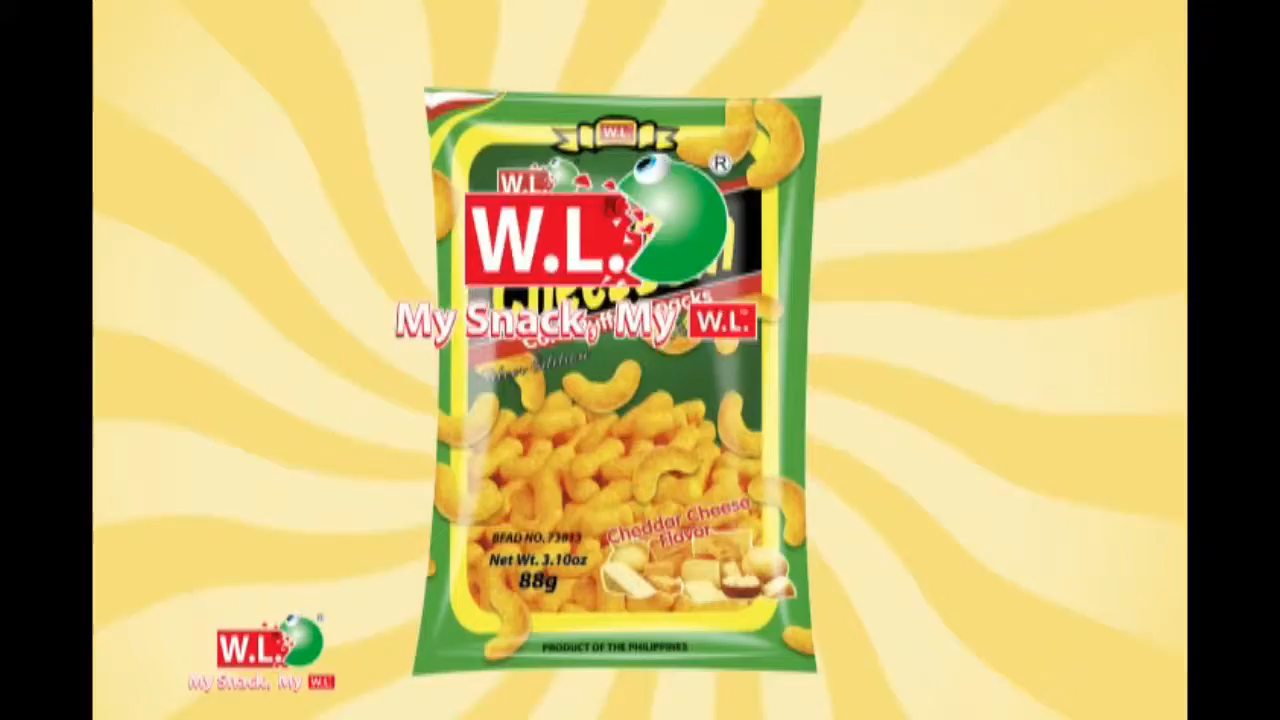 W.L.
®
W.L.
W.L.
My Snack, My W.L.
BFAD NO. 73813
Net Wt. 3.10oz
88g
Cheddar Cheese
Flavor
PRODUCT OF THE PHILIPPINES
W.L.
®
My Snack, My W.L.